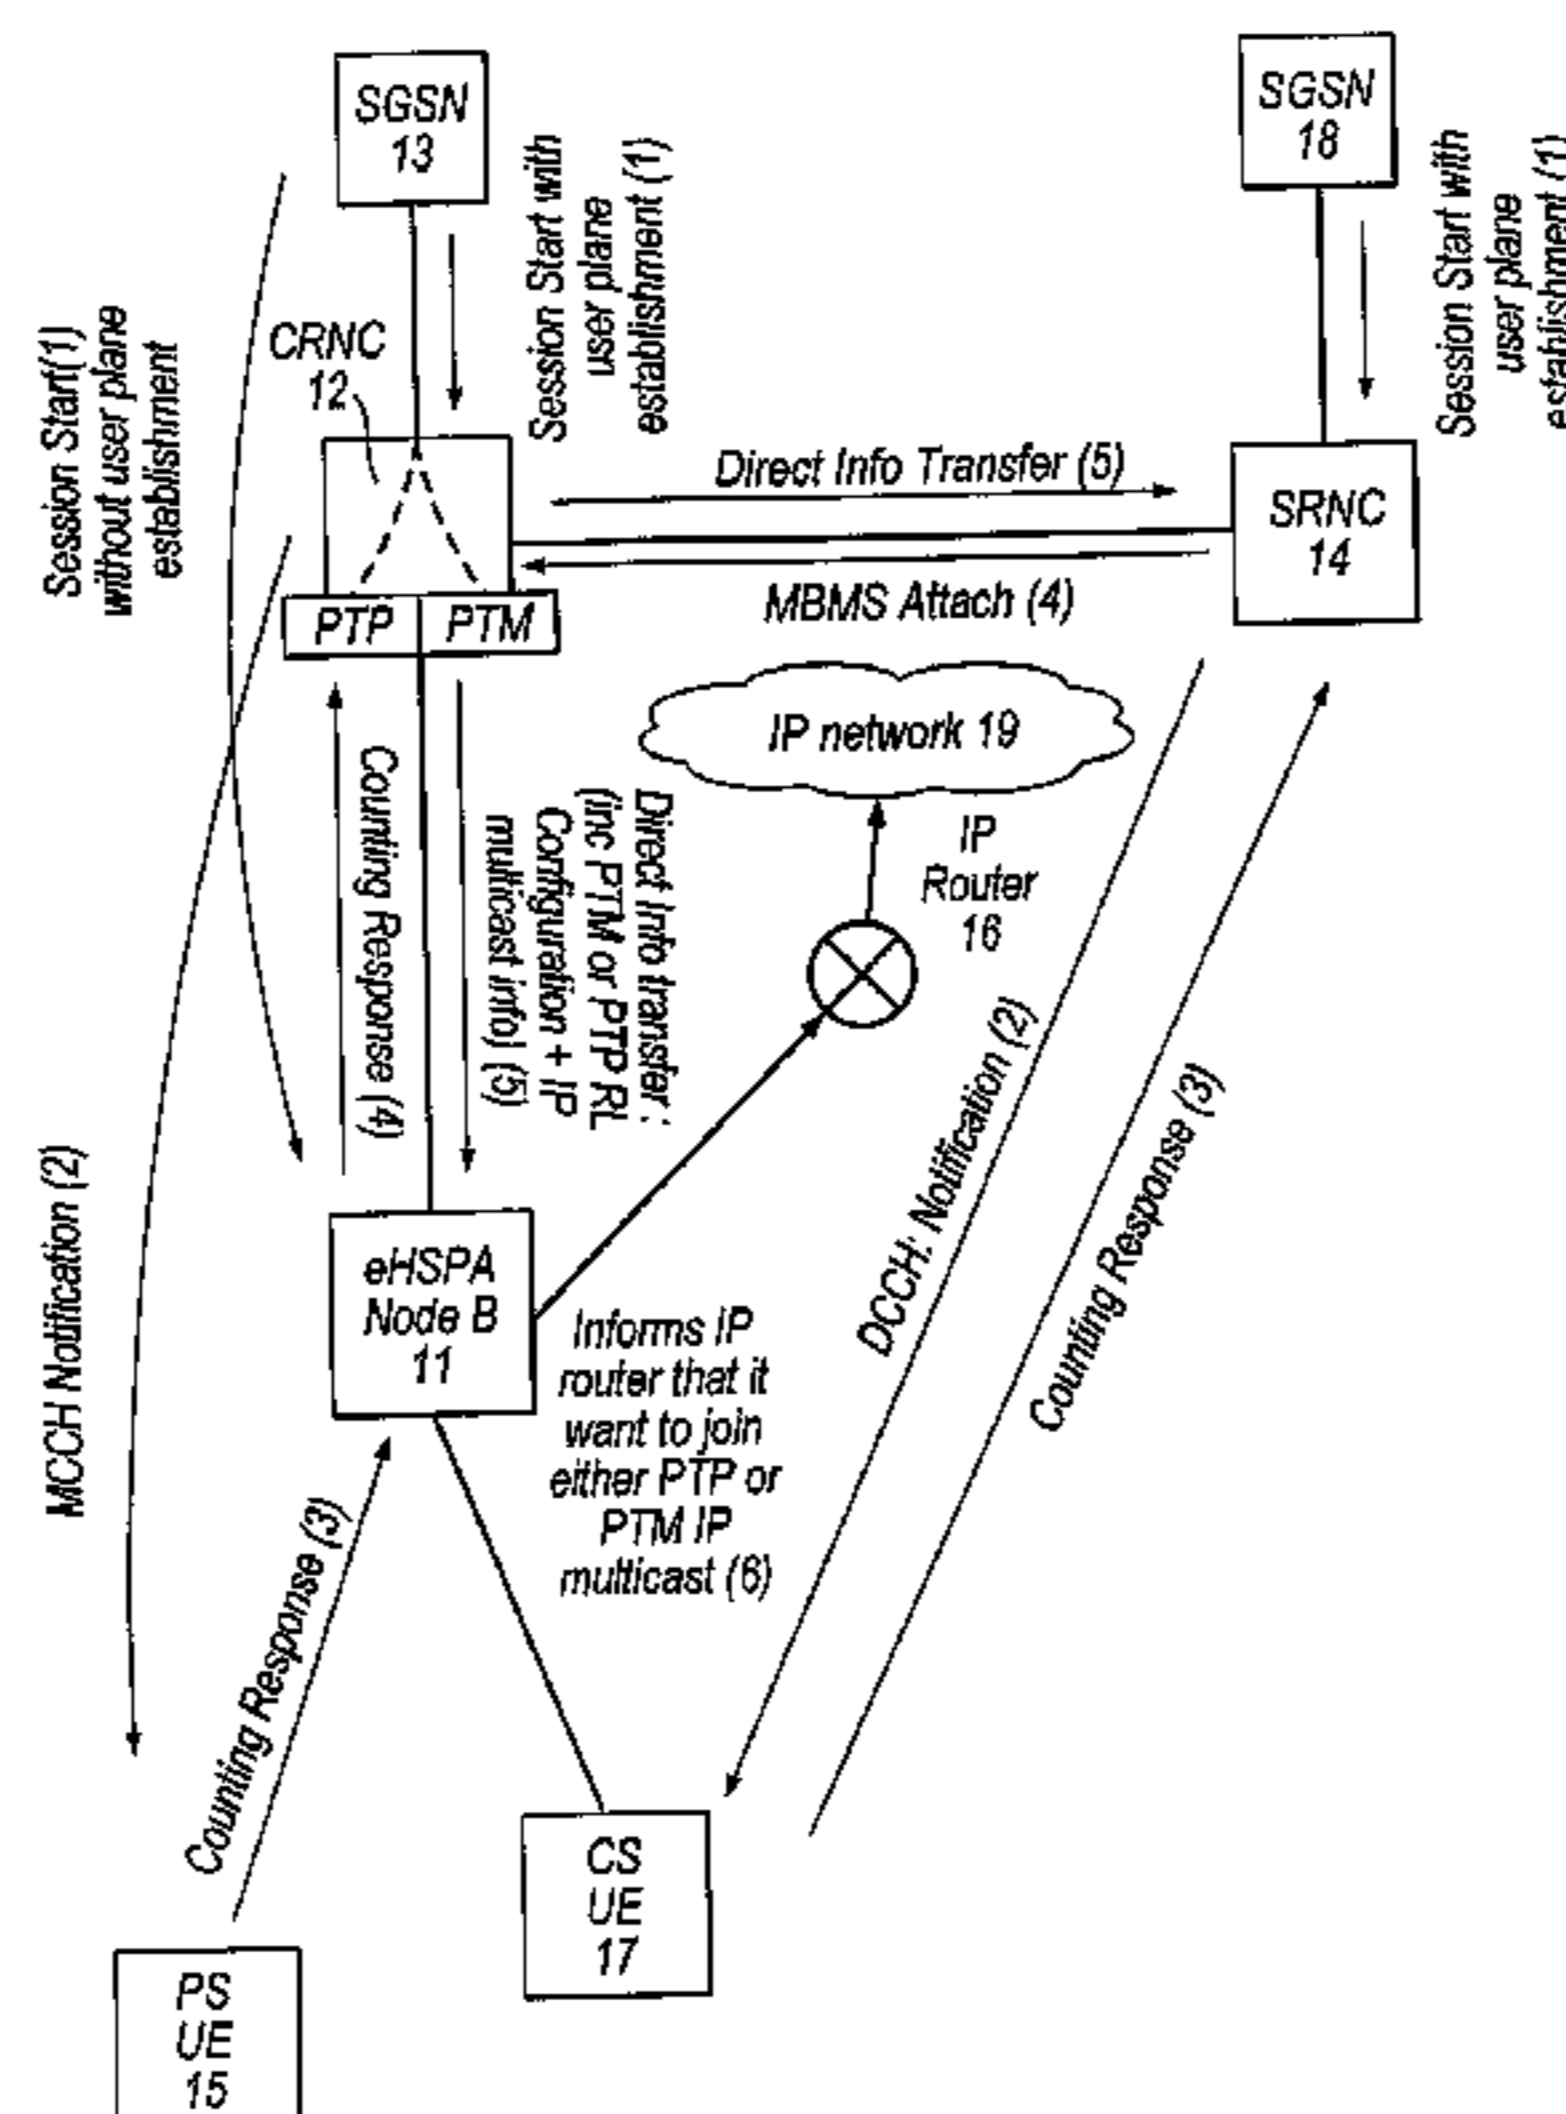 SGSN
13
SGSN
18
Session Start with
user plane
establishment (1)
Session Start with
user plane
establishment (1)
Session Start(1)
without user plane
establishment
CRNC
12
Direct Info Transfer (5)
SRNC
14
MBMS Attach (4)
PTP
PTM
IP network 19
IP
Router
16
Counting Response (4)
Direct Info transfer :
(inc PTM or PTP RL
Configuration + IP
multicast info) (5)
DCCH: Notification (2)
Counting Response (3)
MCCH Notification (2)
eHSPA
Node B
11
Informs IP
router that it
want to join
either PTP or
PTM IP
multicast (6)
Counting Response (3)
CS
UE
17
PS
UE
15